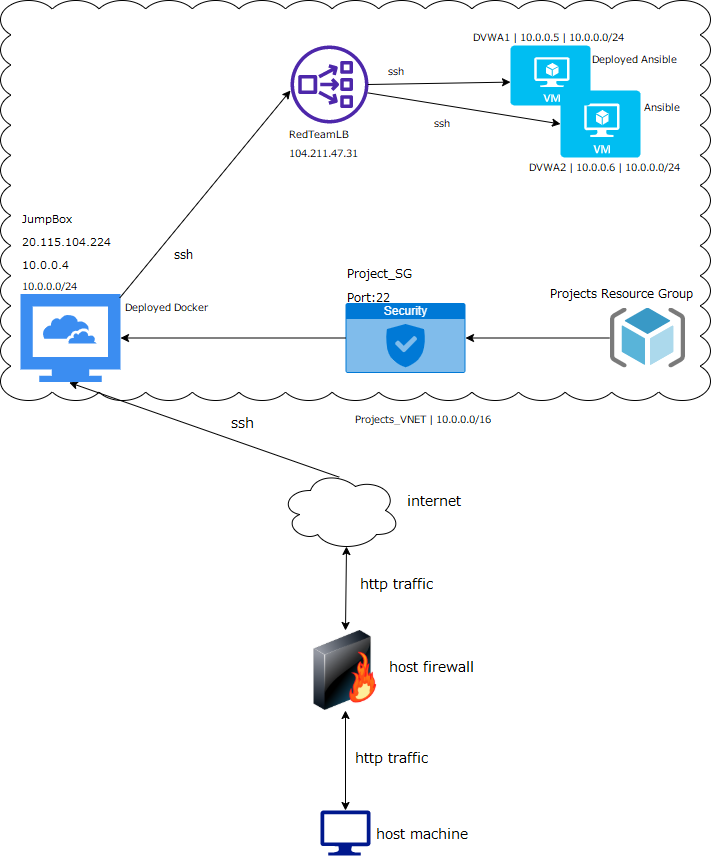 DVWA1 | 10.0.0.5 | 10.0.0.0/24
Deployed Ansible
ssh
VM
Ansible
ssh
VM
RedTeamLB
104.211.47.31
DVWA2 | 10.0.0.6 | 10.0.0.0/24
JumpBox
20.115.104.224
10.0.0.4
10.0.0.0/24
ssh
Deployed Docker
Project_SG
Port:22
Security
Projects Resource Group
Projects_VNET | 10.0.0.0/16
ssh
internet
http traffic
host firewall
http traffic
host machine